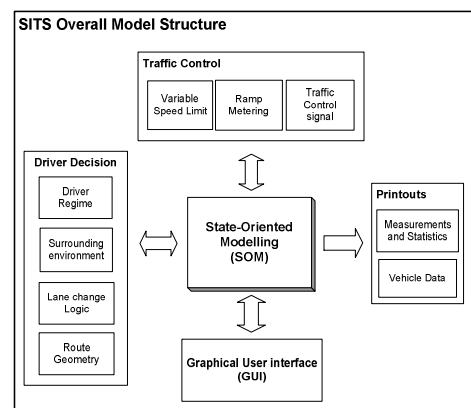 SITS Overall Model Structure
Traffic Control
Variable
Speed Limit
Ramp
Metering
Traffic
Control
signal
Driver Decision
Driver
Regime
Surrounding
environment
Lane change
Logic
Route
Geometry
State-Oriented
Modelling
(SOM)
Printouts
Measurements
and Statistics
Vehicle Data
Graphical User interface
(GUI)